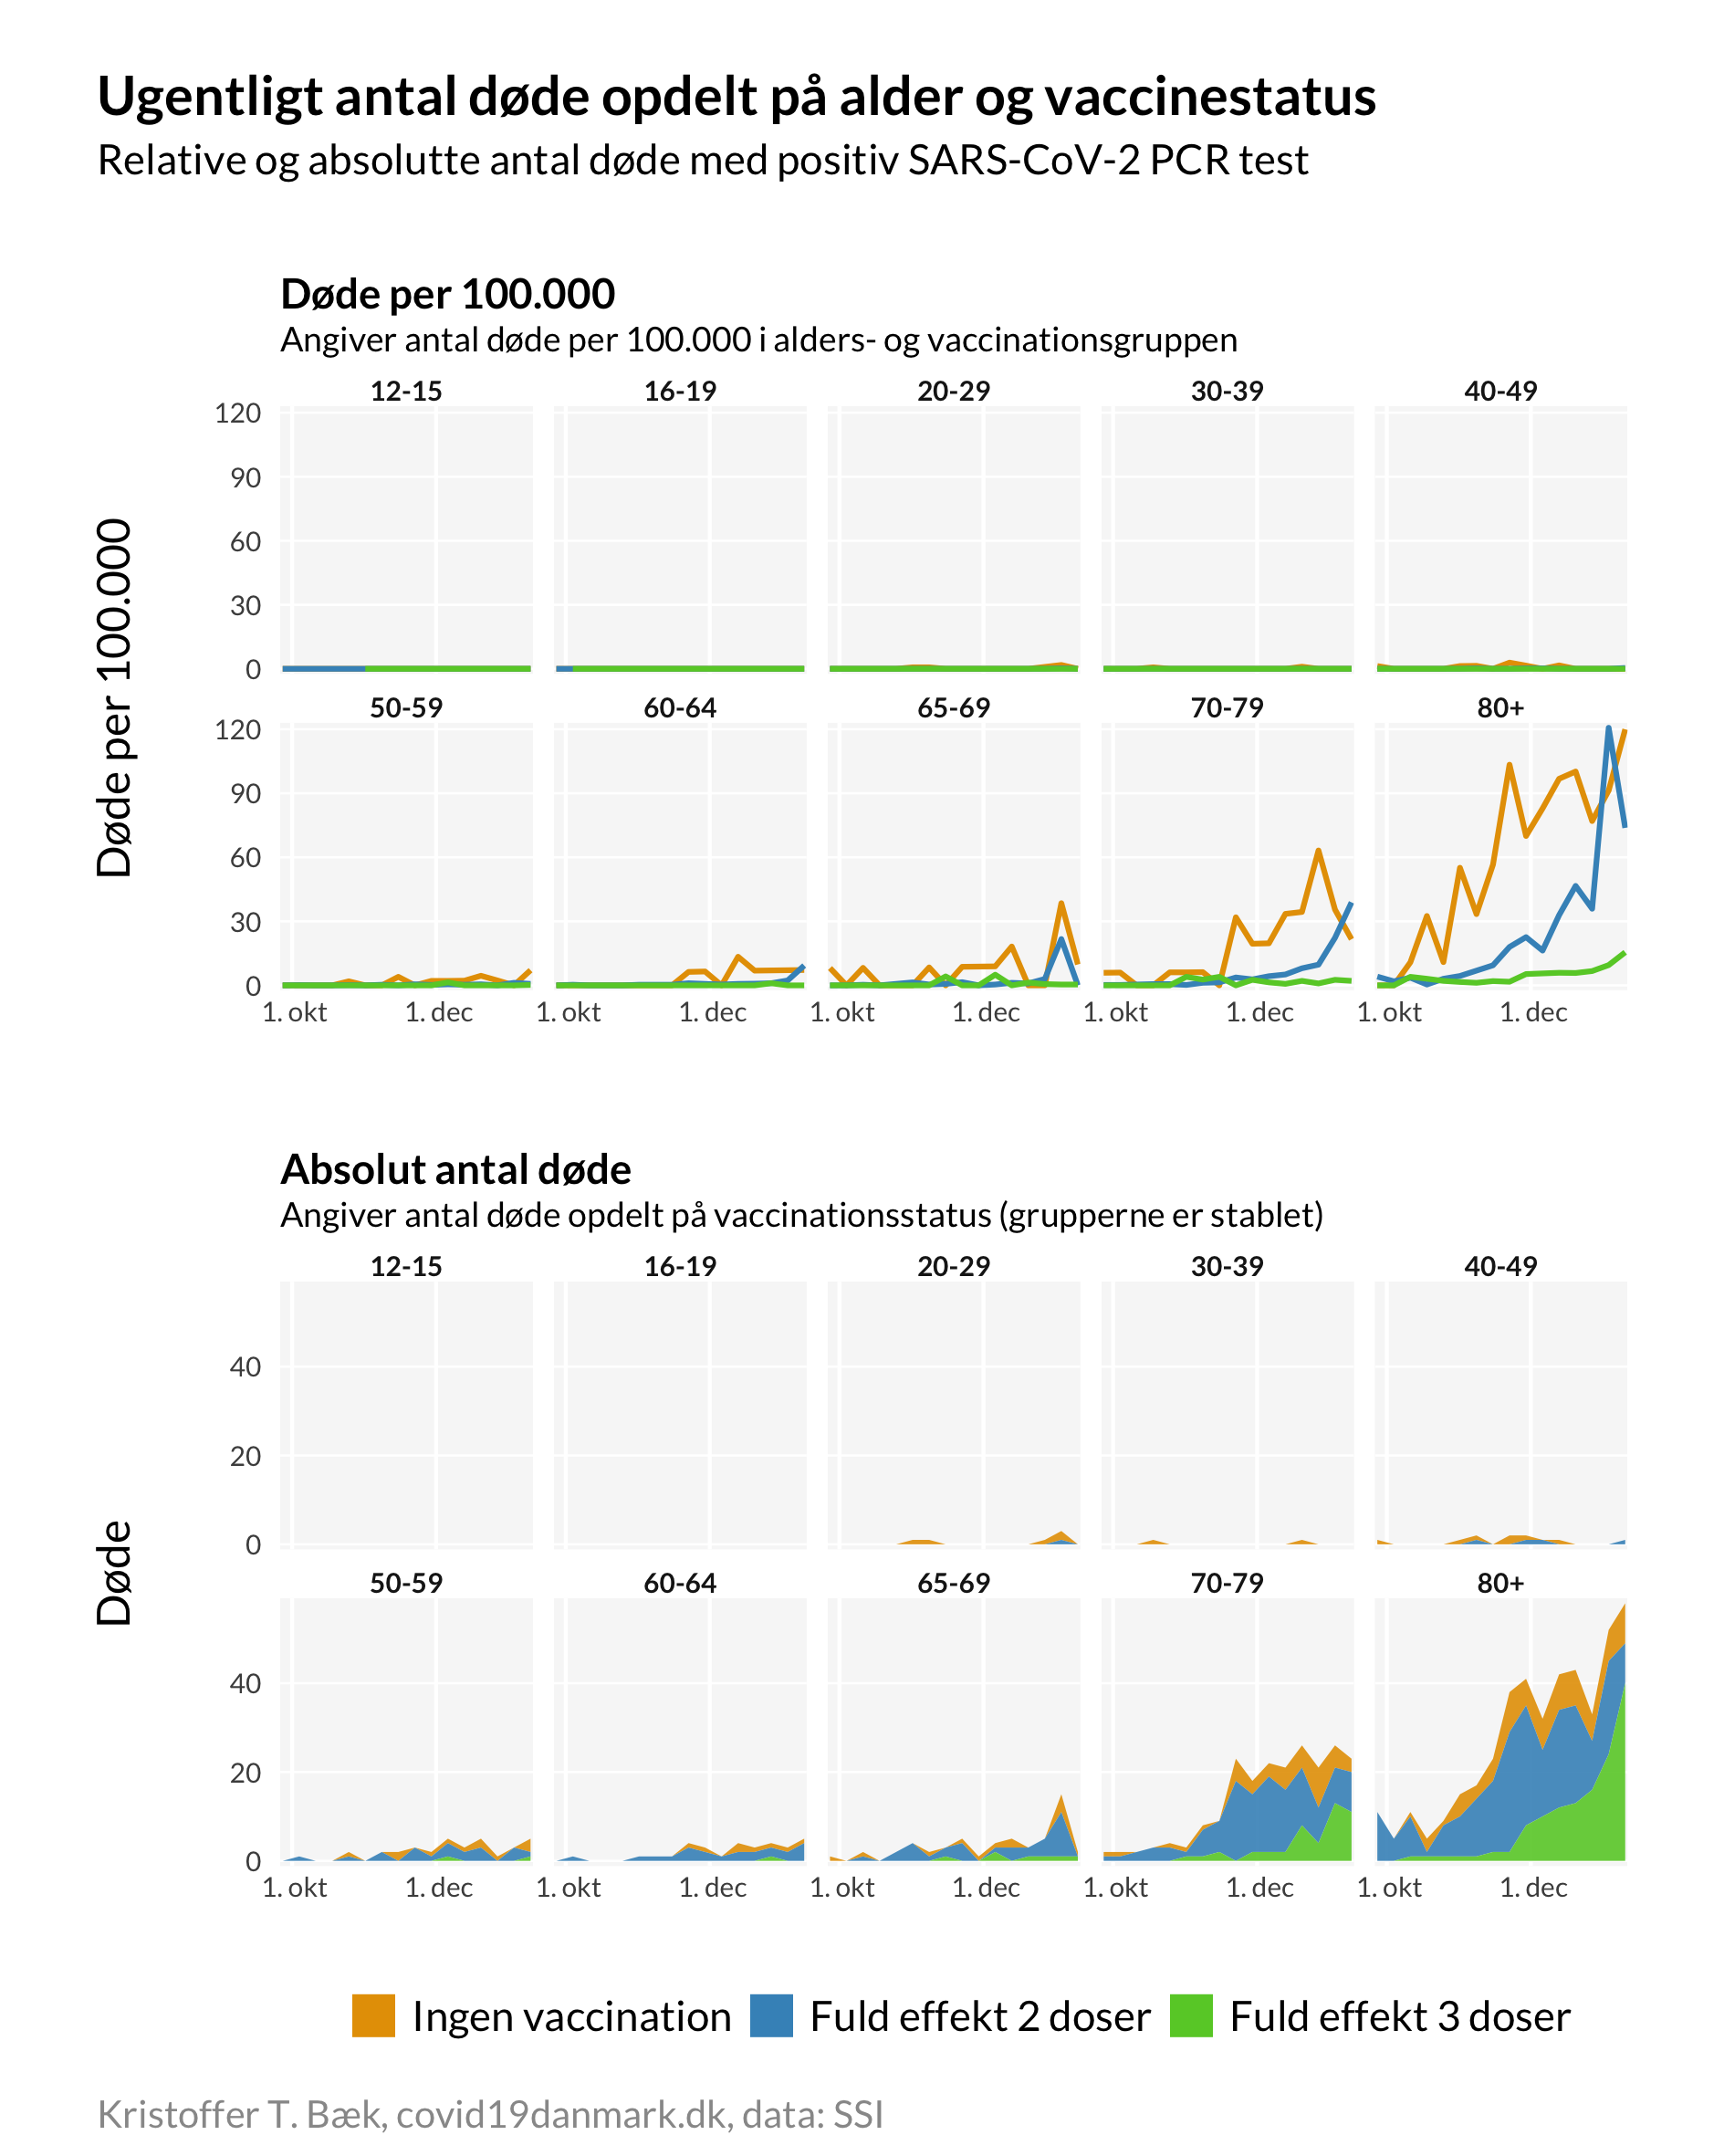 Ugentligt antal døde opdelt på alder og vaccinestatus
Relative og absolutte antal døde med positiv SARS-CoV-2 PCR test
Døde per 100.000
Angiver antal døde per 100.000 i alders- og vaccinationsgruppen
Døde per 100.000
12-15 16-19 20-29 30-39 40-49
120
90
60
30
0
50-59 60-64 65-69 70-79 80+
120
90
60
30
0
1. okt 1. dec 1. okt 1. dec 1. okt 1. dec 1. okt 1. dec 1. okt 1. dec
Absolut antal døde
Angiver antal døde opdelt på vaccinationsstatus (grupperne er stablet)
Døde
12-15 16-19 20-29 30-39 40-49
40
20
0
50-59 60-64 65-69 70-79 80+
40
20
0
1. okt 1. dec 1. okt 1. dec 1. okt 1. dec 1. okt 1. dec 1. okt 1. dec
Ingen vaccination Fuld effekt 2 doser Fuld effekt 3 doser
Kristoffer T. Bæk, covid19danmark.dk, data: SSI